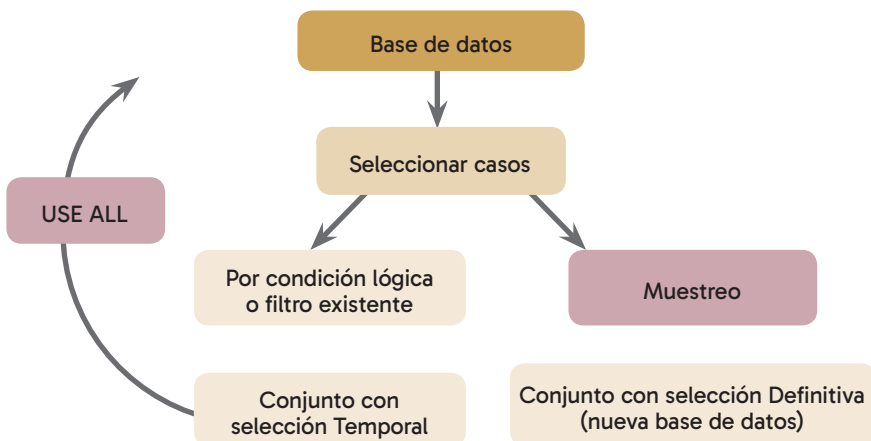 Base de datos
Seleccionar casos
USE ALL
Por condición lógica
o filtro existente
Muestreo
Conjunto con
selección Temporal
Conjunto con selección Definitiva
(nueva base de datos)